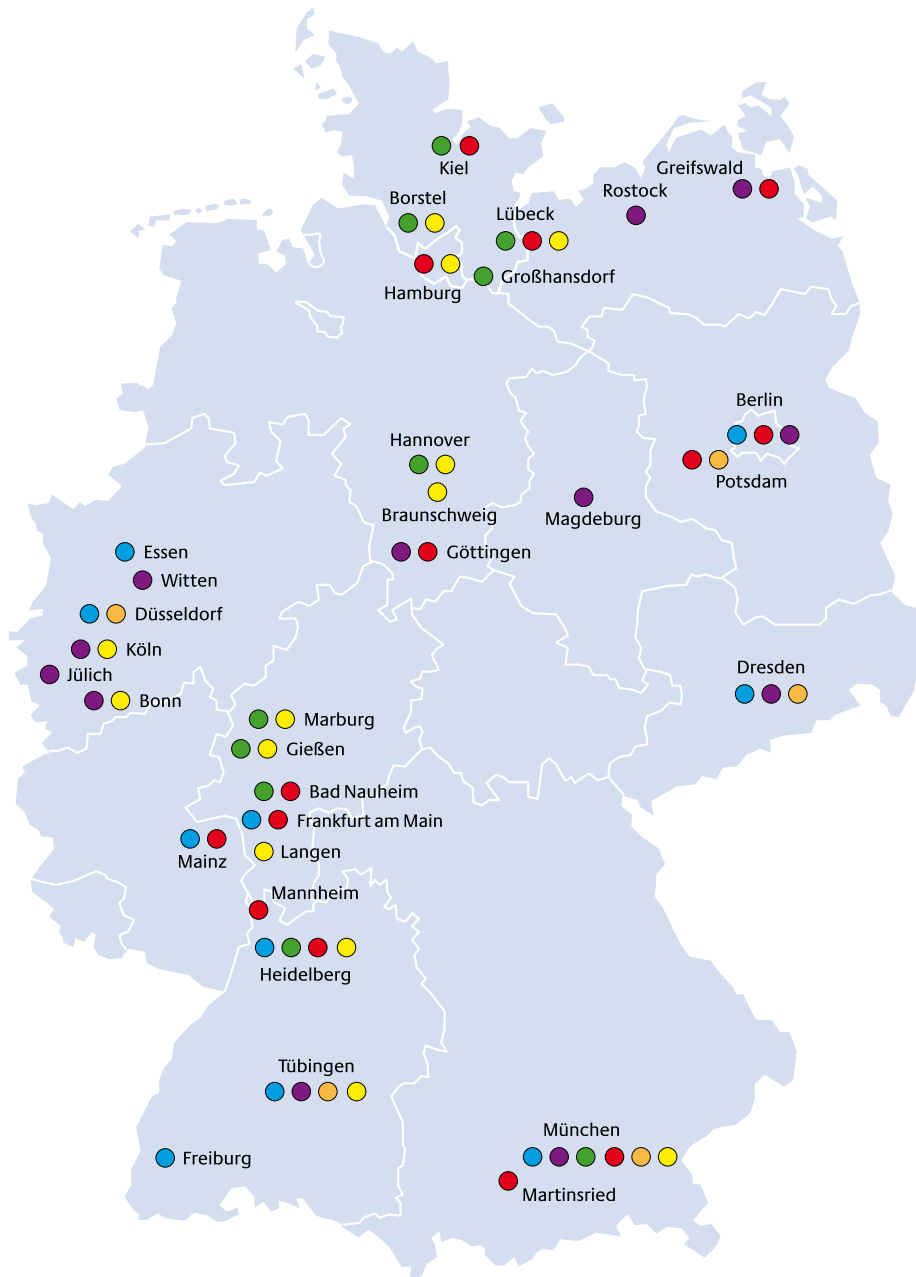 Kiel
Greifswald
Rostock
Borstel
Lübeck
Großhansdorf
Hamburg
Berlin
Hannover
Potsdam
Braunschweig
Magdeburg
Essen
Göttingen
Witten
Düsseldorf
Köln
Jülich
Dresden
Bonn
Marburg
Gießen
Bad Nauheim
Frankfurt am Main
Langen
Mainz
Mannheim
Heidelberg
Tübingen
München
Freiburg
Martinsried